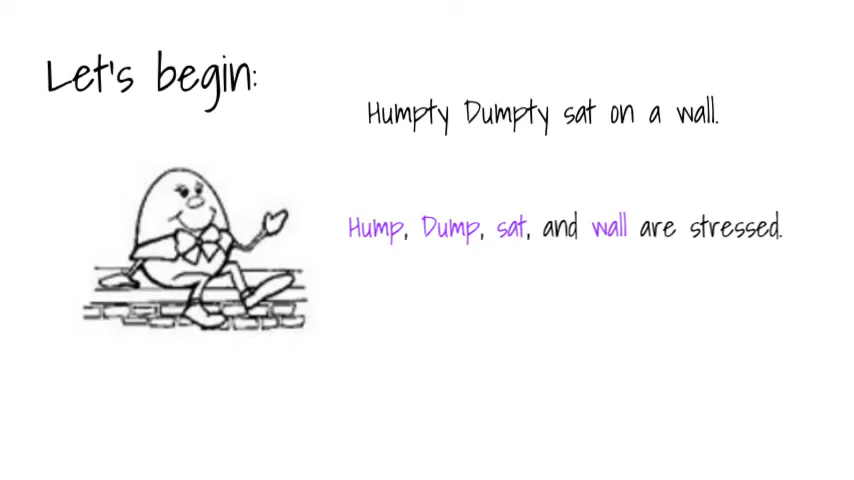 Let's begin:
Humpty Dumpty sat on a wall.
Hump, Dump, sat, and wall are stressed.